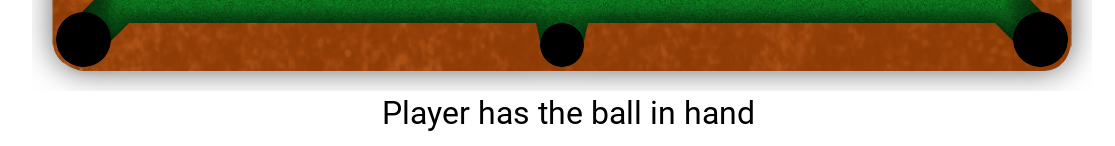 Player has the ball in hand